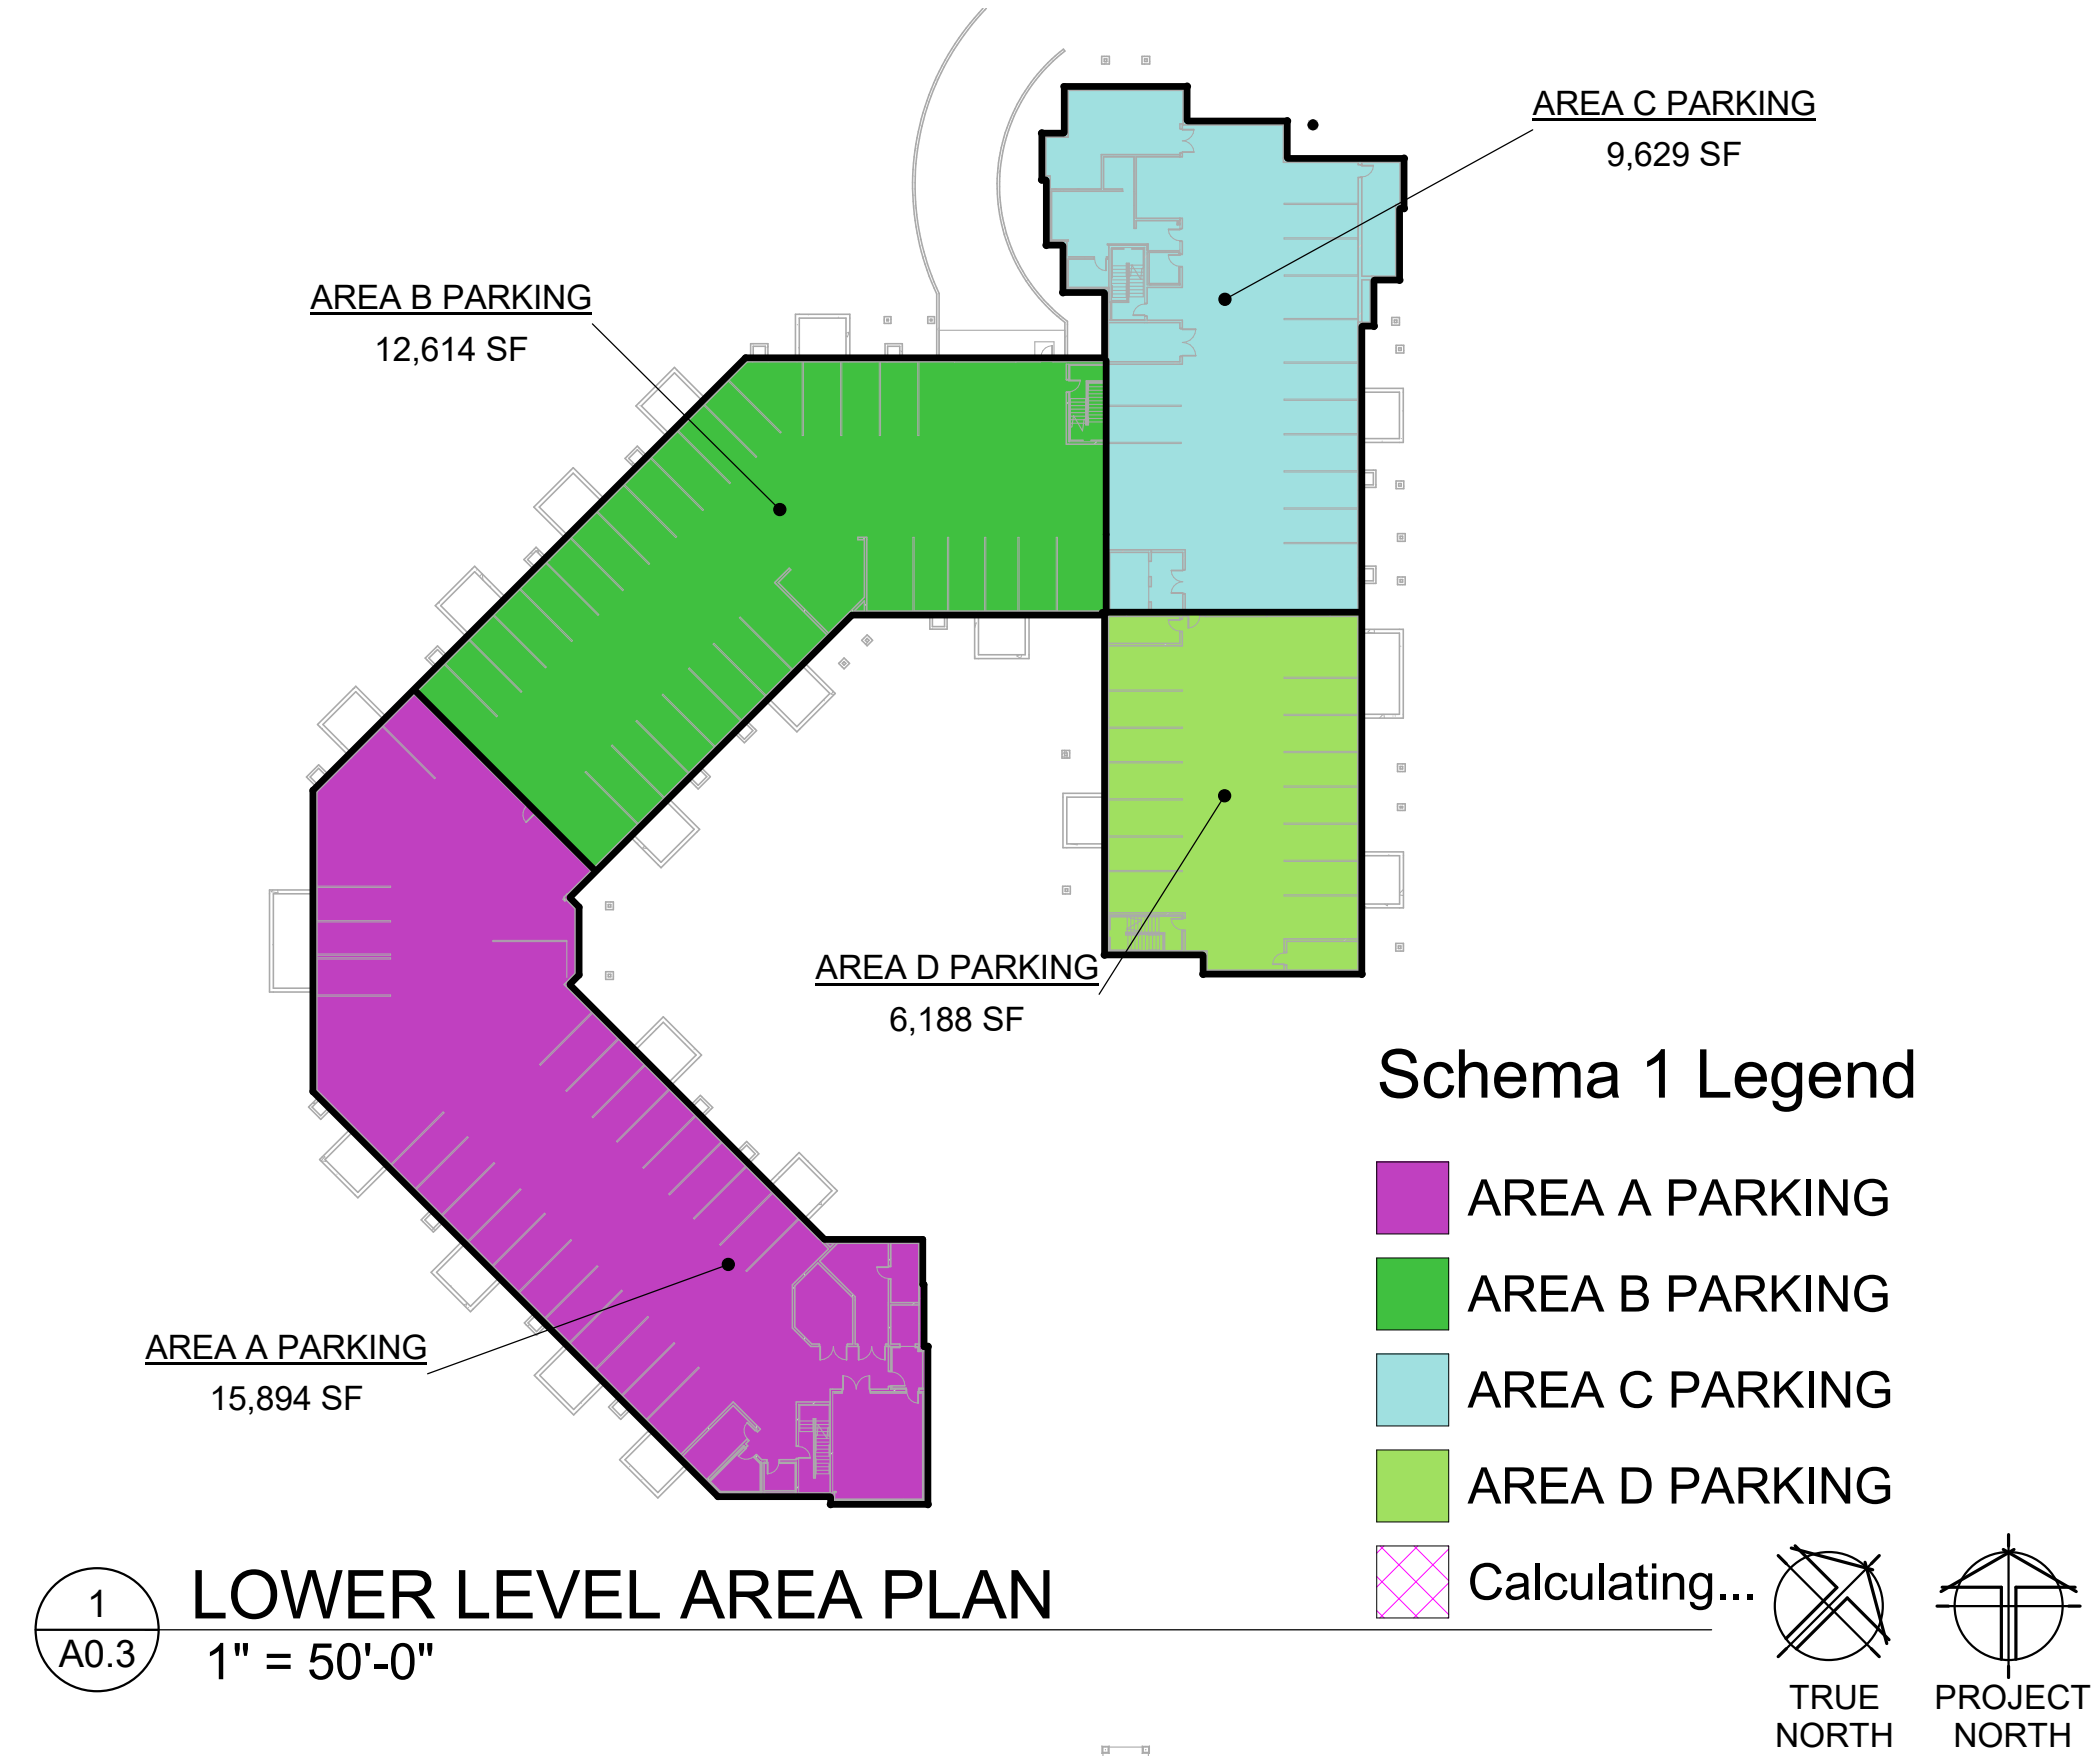 AREA C PARKING
9,629 SF
AREA B PARKING
12,614 SF
AREA D PARKING
6,188 SF
AREA A PARKING
15,894 SF
Schema 1 Legend
AREA A PARKING
AREA B PARKING
AREA C PARKING
AREA D PARKING
Calculating...
1
A0.3
LOWER LEVEL AREA PLAN
1" = 50'-0"
TRUE
NORTH
PROJECT
NORTH